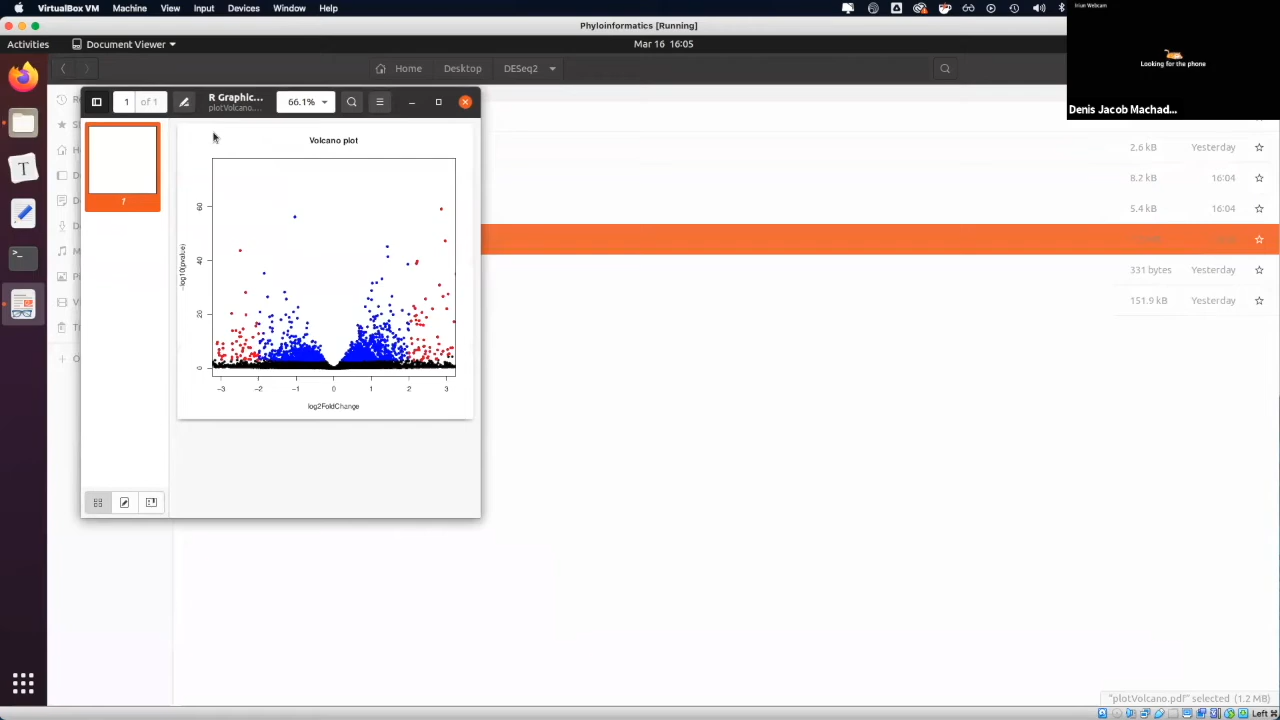 VirtualBox VM Machine View Input Devices Window Help
Phyloinformatics [Running]
Activities Document Viewer Mar 16 16:05
Home Desktop DESeq2
Looking for the phone
Denis Jacob Machad...
1 of 1 R Graphic... 66.1%
plotVolcano....
1
Volcano plot
-log10(pvalue)
60
40
20
0
-3 -2 -1 0 1 2 3
log2FoldChange
2.6 kB Yesterday
8.2 kB 16:04
5.4 kB 16:04
331 bytes Yesterday
151.9 kB Yesterday
"plotVolcano.pdf" selected (1.2 MB)
Left ⌘